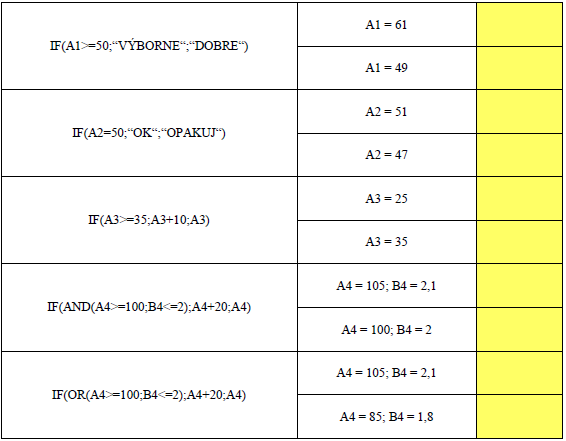 IF(A1>=50;“VÝBORNE“;“DOBRE“)
A1 = 61
A1 = 49
IF(A2=50;“OK“;“OPAKUJ“)
A2 = 51
A2 = 47
IF(A3>=35;A3+10;A3)
A3 = 25
A3 = 35
IF(AND(A4>=100;B4<=2);A4+20;A4)
A4 = 105; B4 = 2,1
A4 = 100; B4 = 2
IF(OR(A4>=100;B4<=2);A4+20;A4)
A4 = 105; B4 = 2,1
A4 = 85; B4 = 1,8